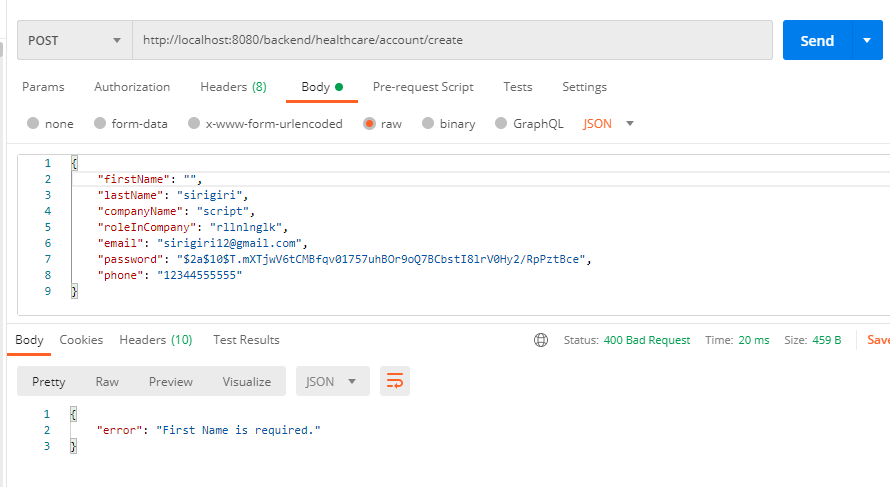 POST http://localhost:8080/backend/healthcare/account/create Send
Params Authorization Headers (8) Body Pre-request Script Tests Settings
none form-data x-www-form-urlencoded raw binary GraphQL JSON
1 {
2 "firstName": "",
3 "lastName": "sirigiri",
4 "companyName": "script",
5 "roleInCompany": "rllnlnglk",
6 "email": "sirigiri12@gmail.com",
7 "password": "$2a$10$T.mXTjwV6tCMBfqv01757uhBOr9oQ7BCbstI8lrV0Hy2/RpPztBce",
8 "phone": "12344555555"
9 }
Body Cookies Headers (10) Test Results Status: 400 Bad Request Time: 20 ms Size: 459 B Save
Pretty Raw Preview Visualize JSON
1 {
2 "error": "First Name is required."
3 }